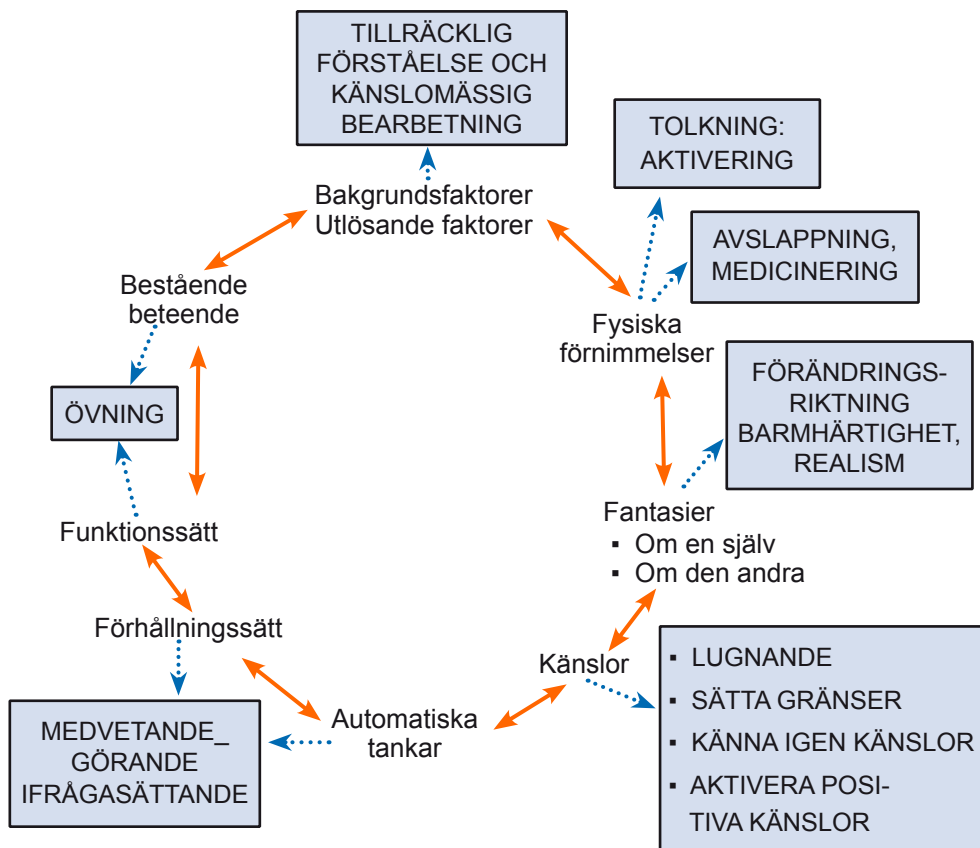 TILLRÄCKLIG
FÖRSTÅELSE OCH
KÄNSLOMÄSSIG
BEARBETNING
TOLKNING:
AKTIVERING
Bakgrundsfaktorer
Utlösande faktorer
AVSLAPPNING,
MEDICINERING
Bestående
beteende
Fysiska
förnimmelser
FÖRÄNDRINGS-
RIKTNING
BARMHÄRTIGHET,
REALISM
ÖVNING
Funktionssätt
Fantasier
▪ Om en själv
▪ Om den andra
Förhållningssätt
Känslor
▪ LUGNANDE
▪ SÄTTA GRÄNSER
▪ KÄNNA IGEN KÄNSLOR
▪ AKTIVERA POSI-
TIVA KÄNSLOR
Automatiska
tankar
MEDVETANDE_
GÖRANDE
IFRÅGASÄTTANDE